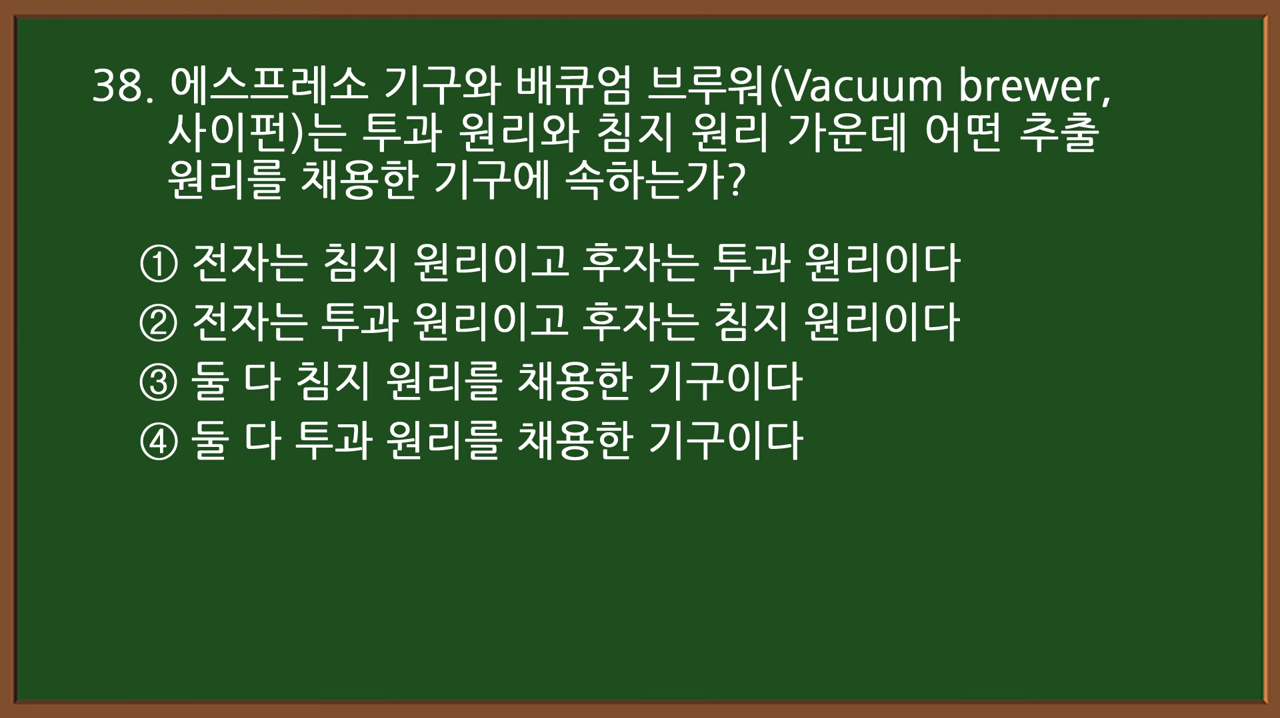 38. 에스프레소 기구와 배큐엄 브루워(Vacuum brewer,
사이펀)는 투과 원리와 침지 원리 가운데 어떤 추출
원리를 채용한 기구에 속하는가?
① 전자는 침지 원리이고 후자는 투과 원리이다
② 전자는 투과 원리이고 후자는 침지 원리이다
③ 둘 다 침지 원리를 채용한 기구이다
④ 둘 다 투과 원리를 채용한 기구이다